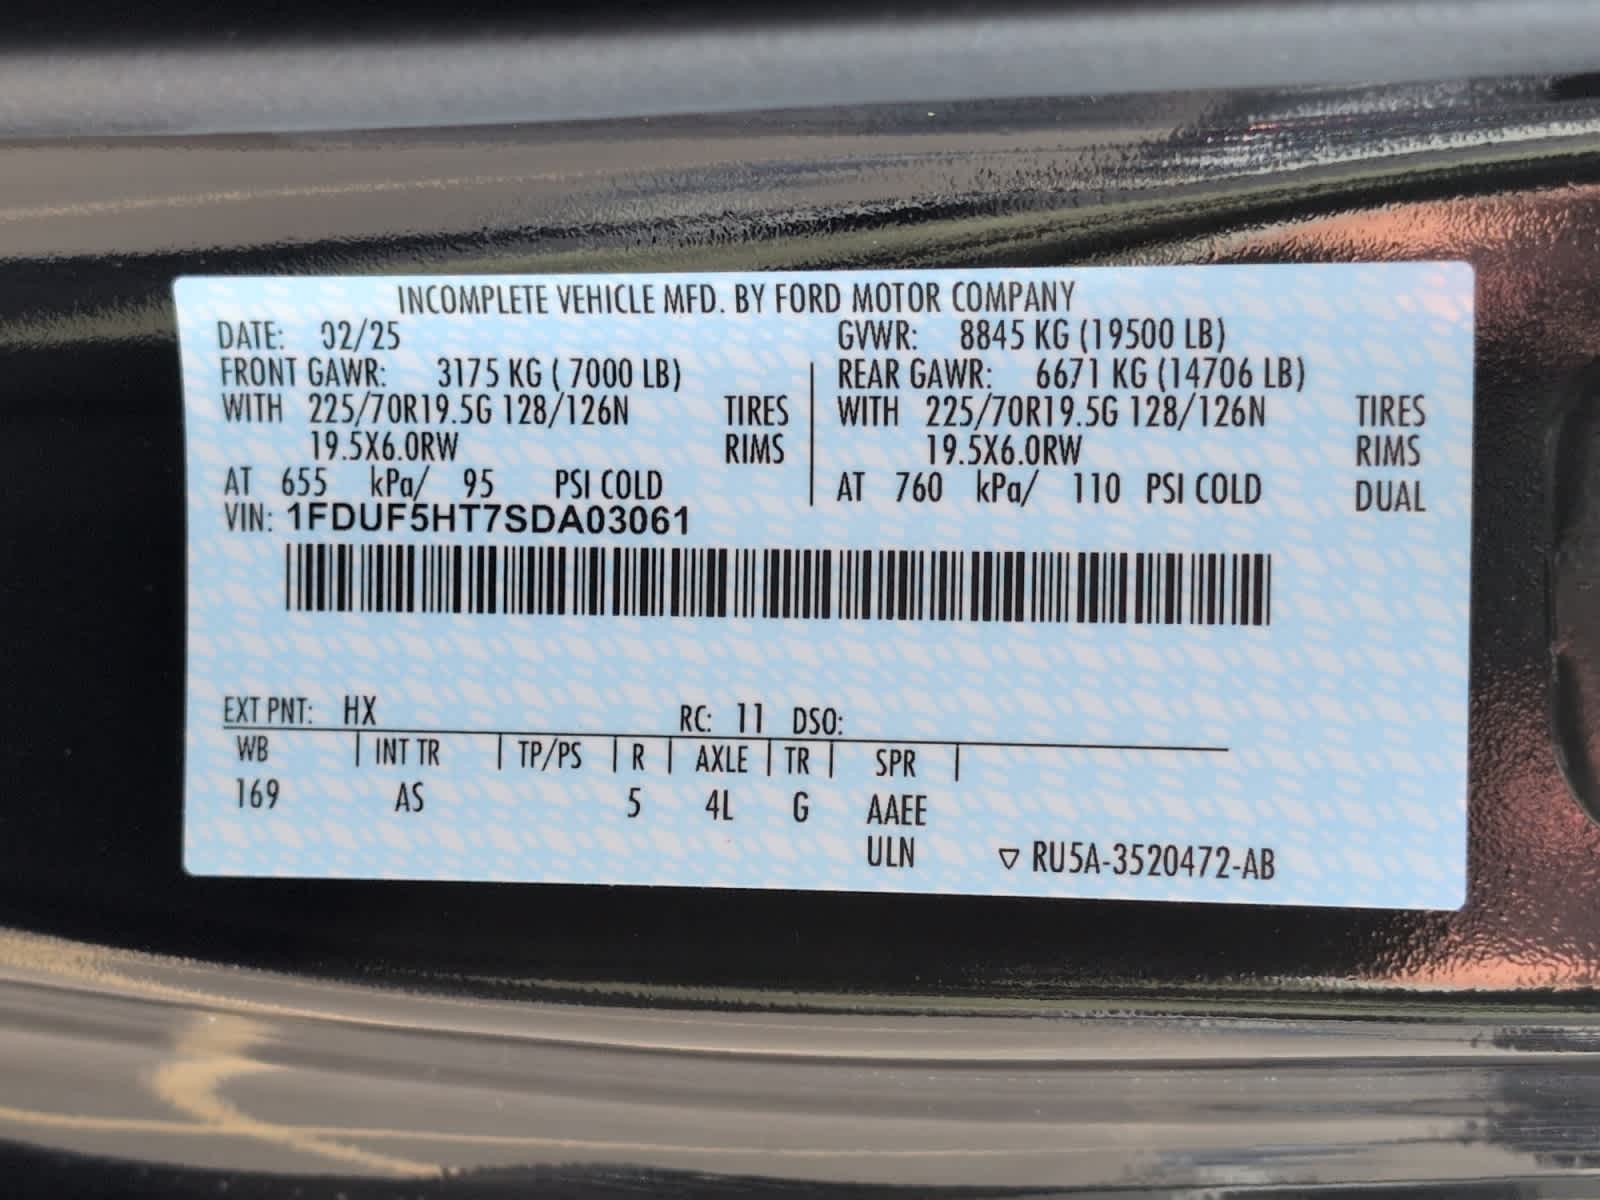 INCOMPLETE VEHICLE MFD. BY FORD MOTOR COMPANY
DATE: 02/25 GVWR: 8845 KG (19500 LB)
FRONT GAWR: 3175 KG ( 7000 LB) REAR GAWR: 6671 KG (14706 LB)
WITH 225/70R19.5G 128/126N TIRES WITH 225/70R19.5G 128/126N TIRES
19.5X6.0RW RIMS 19.5X6.0RW RIMS
AT 655 kPa/ 95 PSI COLD AT 760 kPa/ 110 PSI COLD DUAL
VIN: 1FDUF5HT7SDA03061
EXT PNT: HX RC: 11 DSO:
WB INT TR TP/PS R AXLE TR SPR
169 AS 5 4L G AAEE
ULN ▽ RU5A-3520472-AB